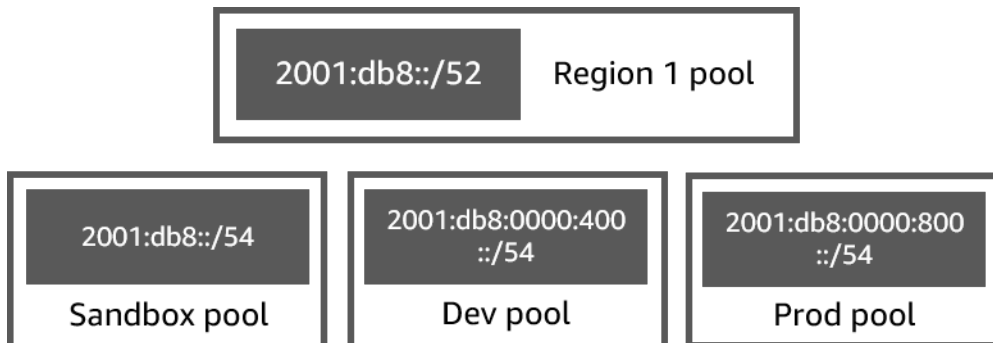 2001:db8::/52
Region 1 pool
2001:db8::/54
Sandbox pool
2001:db8:0000:400
::/54
Dev pool
2001:db8:0000:800
::/54
Prod pool